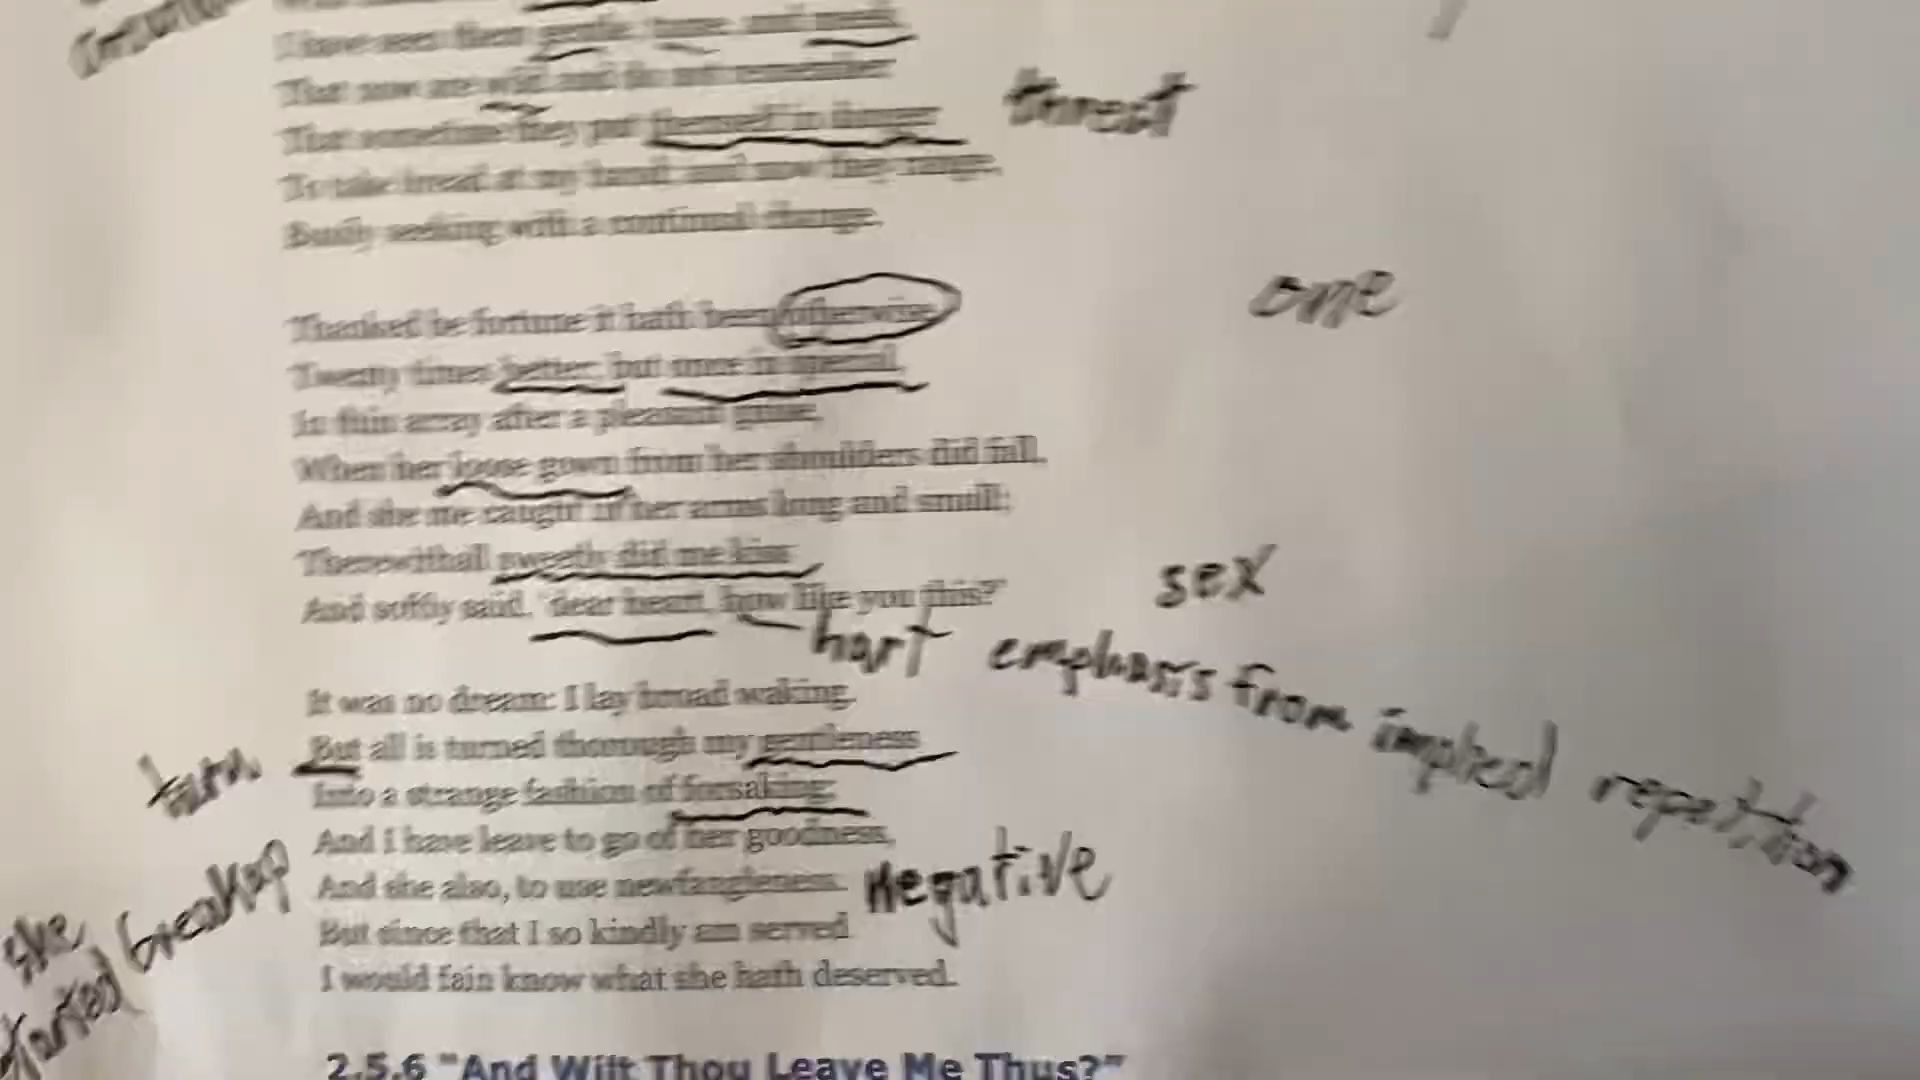 I have seen them gentle tame and meek
That now are wild and do not remember
That sometime they put themself in danger
threat
To take bread at my hand; and now they range,
Busily seeking with a continual change.
one
Thanked be fortune it hath been otherwise
Twenty times better; but once in special,
In thin array after a pleasant guise,
When her loose gown from her shoulders did fall,
And she me caught in her arms long and small;
Therewithall sweetly did me kiss
sex
And softly said, "dear heart, how like you this?"
hart emphasis from implied repetition
It was no dream: I lay broad waking.
turn But all is turned thorough my gentleness
Into a strange fashion of forsaking;
And I have leave to go of her goodness,
And she also, to use newfangleness. Negative
she started breakup
But since that I so kindly am served
I would fain know what she hath deserved.
2.5.6 "And Wilt Thou Leave Me Thus?"